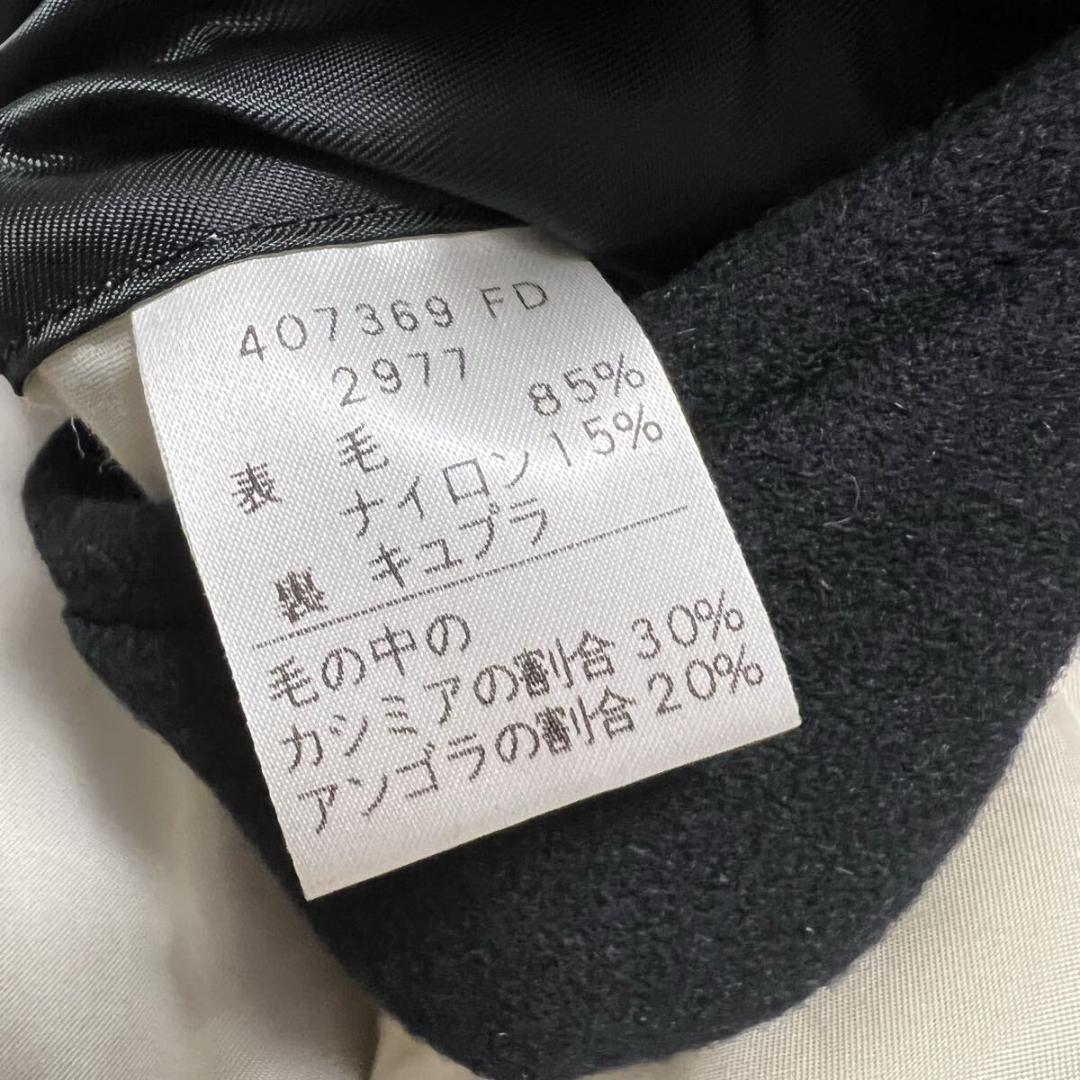 407369 FD
2977
表 毛 85%
ナイロン 15%
裏 キュプラ
毛の中の
カシミアの割合 30%
アンゴラの割合 20%